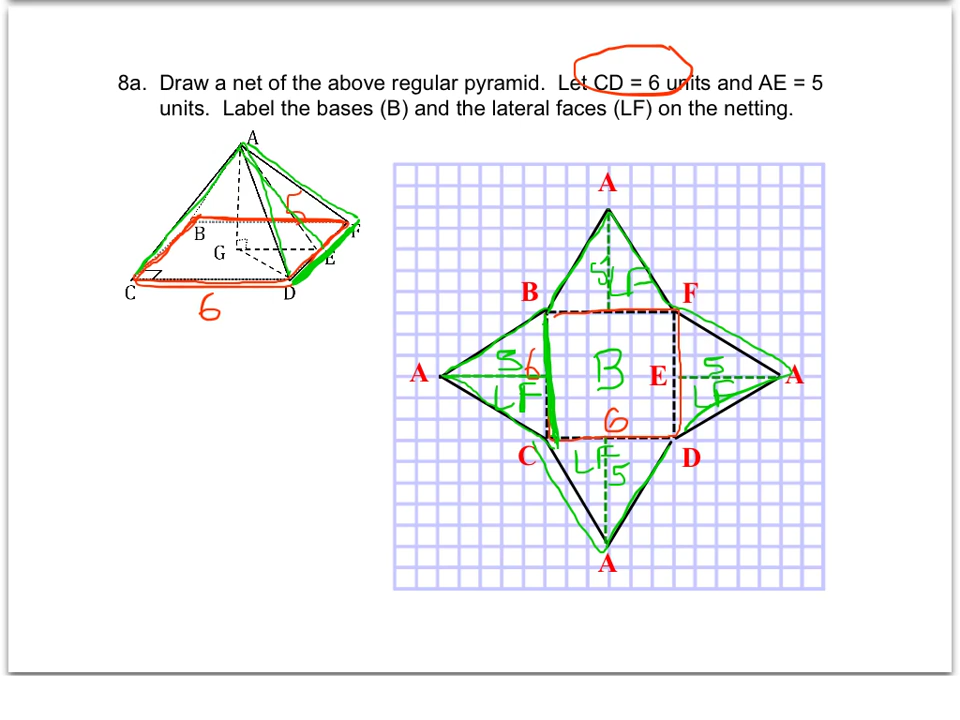 8a. Draw a net of the above regular pyramid. Let CD = 6 units and AE = 5
units. Label the bases (B) and the lateral faces (LF) on the netting.
A
5
B
F
G
E
C
D
6
A
5 LF
B
F
A
5 6
B
E
5
A
LF
LF
6
C
LF
5
D
A